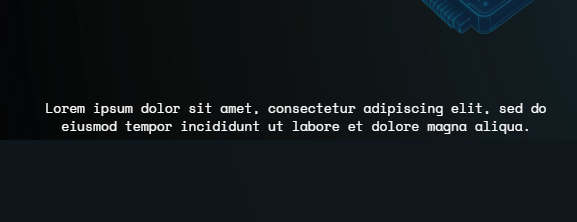 Lorem ipsum dolor sit amet, consectetur adipiscing elit, sed do
eiusmod tempor incididunt ut labore et dolore magna aliqua.